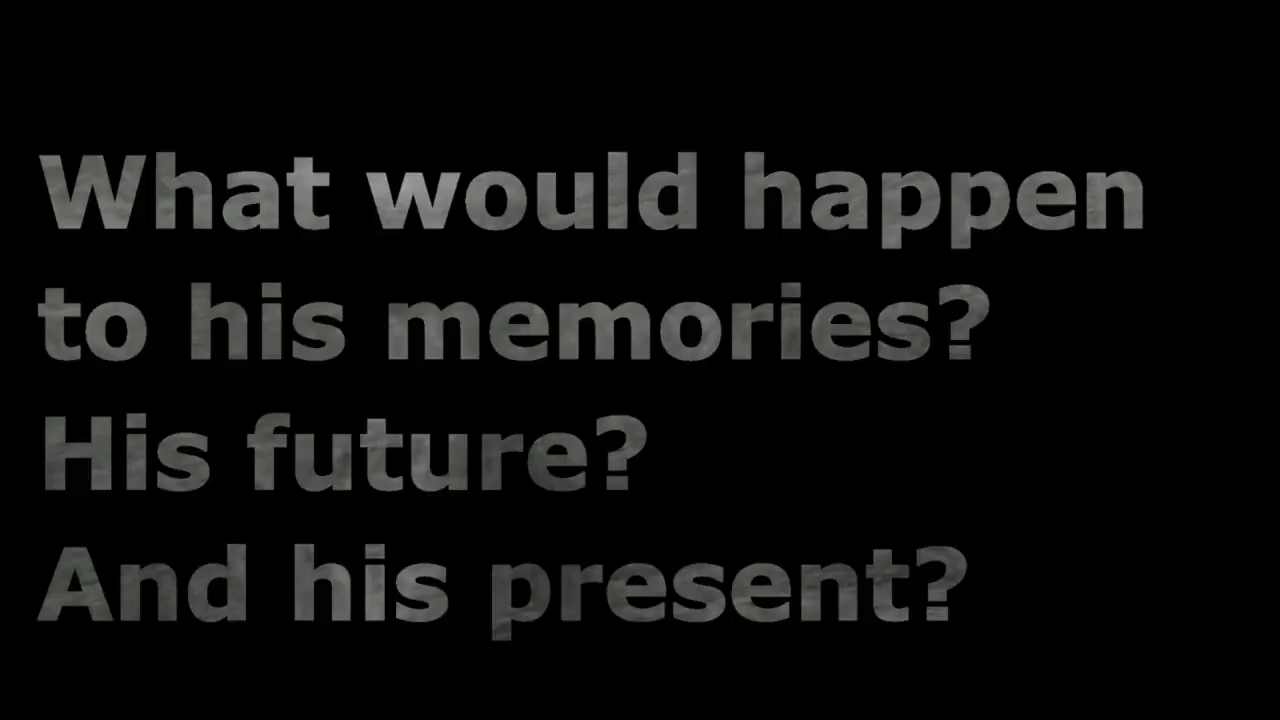 What would happen
to his memories?
His future?
And his present?